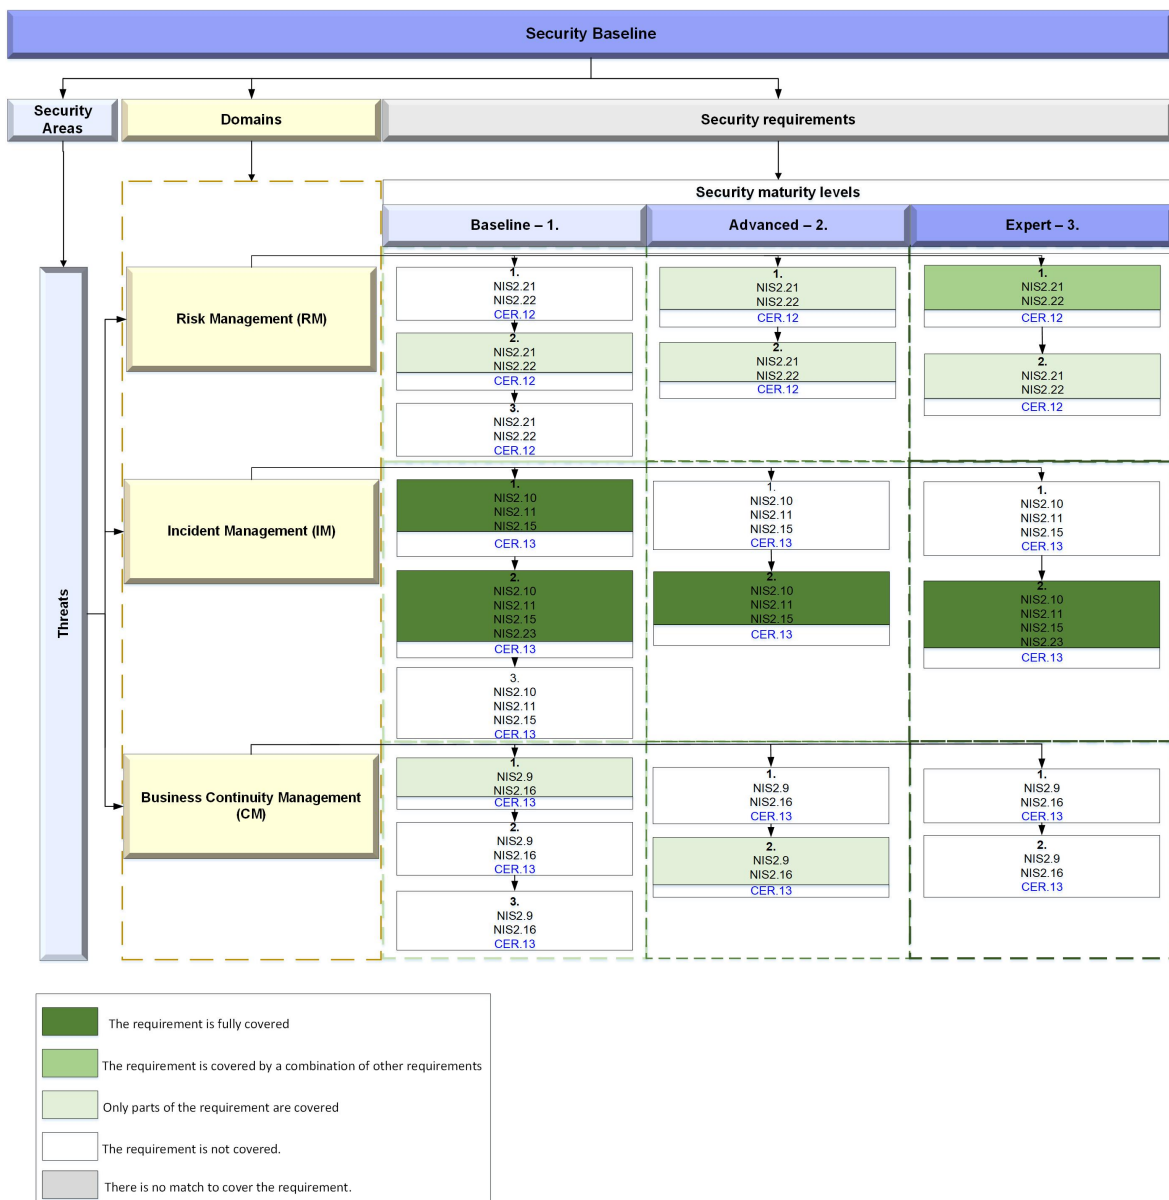 Security Baseline
Security
Areas
Domains
Security requirements
Security maturity levels
Baseline – 1.
Advanced – 2.
Expert – 3.
Threats
Risk Management (RM)
1.
NIS2.21
NIS2.22
CER.12
2.
NIS2.21
NIS2.22
CER.12
3.
NIS2.21
NIS2.22
CER.12
1.
NIS2.21
NIS2.22
CER.12
2.
NIS2.21
NIS2.22
CER.12
1.
NIS2.21
NIS2.22
CER.12
2.
NIS2.21
NIS2.22
CER.12
Incident Management (IM)
1.
NIS2.10
NIS2.11
NIS2.15
CER.13
2.
NIS2.10
NIS2.11
NIS2.15
NIS2.23
CER.13
3.
NIS2.10
NIS2.11
NIS2.15
CER.13
1.
NIS2.10
NIS2.11
NIS2.15
CER.13
2.
NIS2.10
NIS2.11
NIS2.15
CER.13
1.
NIS2.10
NIS2.11
NIS2.15
CER.13
2.
NIS2.10
NIS2.11
NIS2.15
NIS2.23
CER.13
Business Continuity Management
(CM)
1.
NIS2.9
NIS2.16
CER.13
2.
NIS2.9
NIS2.16
CER.13
3.
NIS2.9
NIS2.16
CER.13
1.
NIS2.9
NIS2.16
CER.13
2.
NIS2.9
NIS2.16
CER.13
1.
NIS2.9
NIS2.16
CER.13
2.
NIS2.9
NIS2.16
CER.13
The requirement is fully covered
The requirement is covered by a combination of other requirements
Only parts of the requirement are covered
The requirement is not covered.
There is no match to cover the requirement.